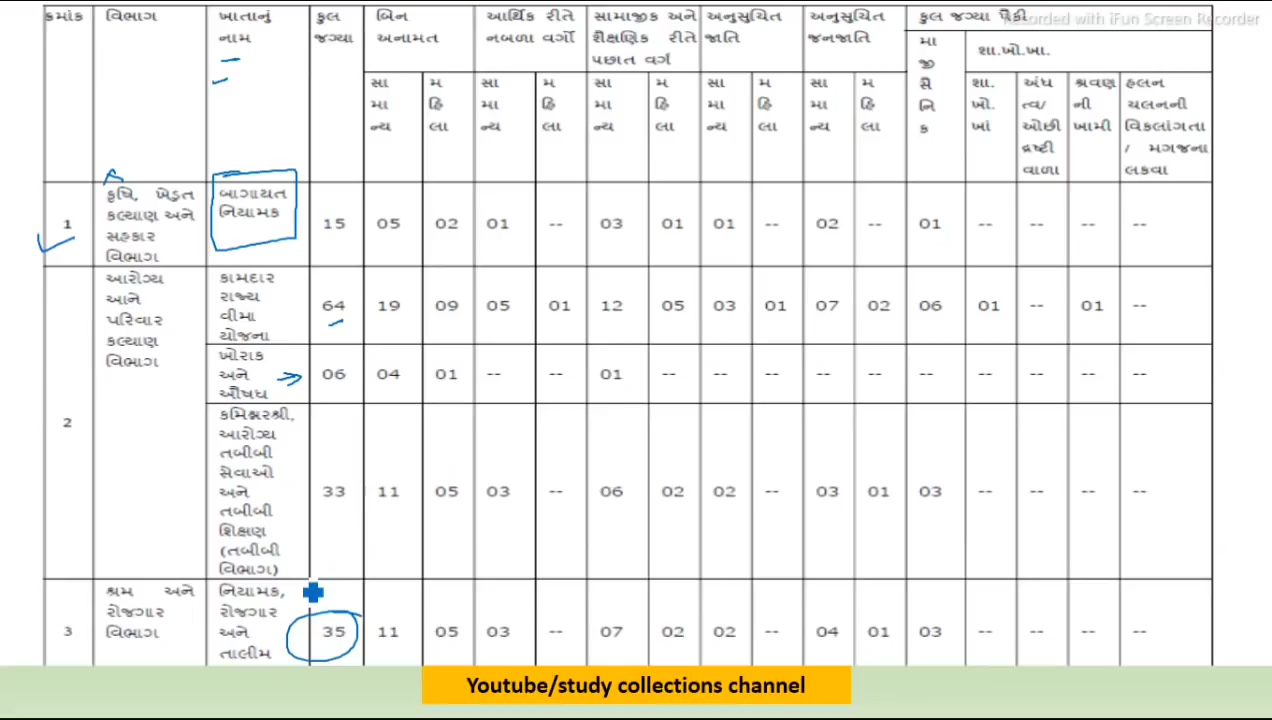 ક્રમાંક વિભાગ ખાતાનું નામ કુલ જગ્યા બિન અનામત આર્થિક રીતે નબળા વર્ગો સામાજીક અને શૈક્ષણિક રીતે પછાત વર્ગ અનુસુચિત જાતિ અનુસુચિત જનજાતિ કુલ જગ્યા પૈકી
Recorded with iFun Screen Recorder
માજી સૈનિક શા.ખો.ખા.
સામાન્ય મહિલા સામાન્ય મહિલા સામાન્ય મહિલા સામાન્ય મહિલા સામાન્ય મહિલા શા. ખો. ખાં અંધત્વ/ ઓછી દ્રષ્ટી વાળા શ્રવણની ખામી હલન ચલનની વિકલાંગતા / મગજના લકવા
1 કૃષિ, ખેડુત કલ્યાણ અને સહકાર વિભાગ બાગાયત નિયામક 15 05 02 01 -- 03 01 01 -- 02 -- 01 -- -- -- --
2 આરોગ્ય આને પરિવાર કલ્યાણ વિભાગ કામદાર રાજ્ય વીમા યોજના 64 19 09 05 01 12 05 03 01 07 02 06 01 -- 01 --
ખોરાક અને ઔષધ 06 04 01 -- -- 01 -- -- -- -- -- -- -- -- -- --
કમિશ્નરશ્રી, આરોગ્ય તબીબી સેવાઓ અને તબીબી શિક્ષણ (તબીબી વિભાગ) 33 11 05 03 -- 06 02 02 -- 03 01 03 -- -- -- --
3 શ્રમ અને રોજગાર વિભાગ નિયામક, રોજગાર અને તાલીમ 35 11 05 03 -- 07 02 02 -- 04 01 03 -- -- -- --
Youtube/study collections channel